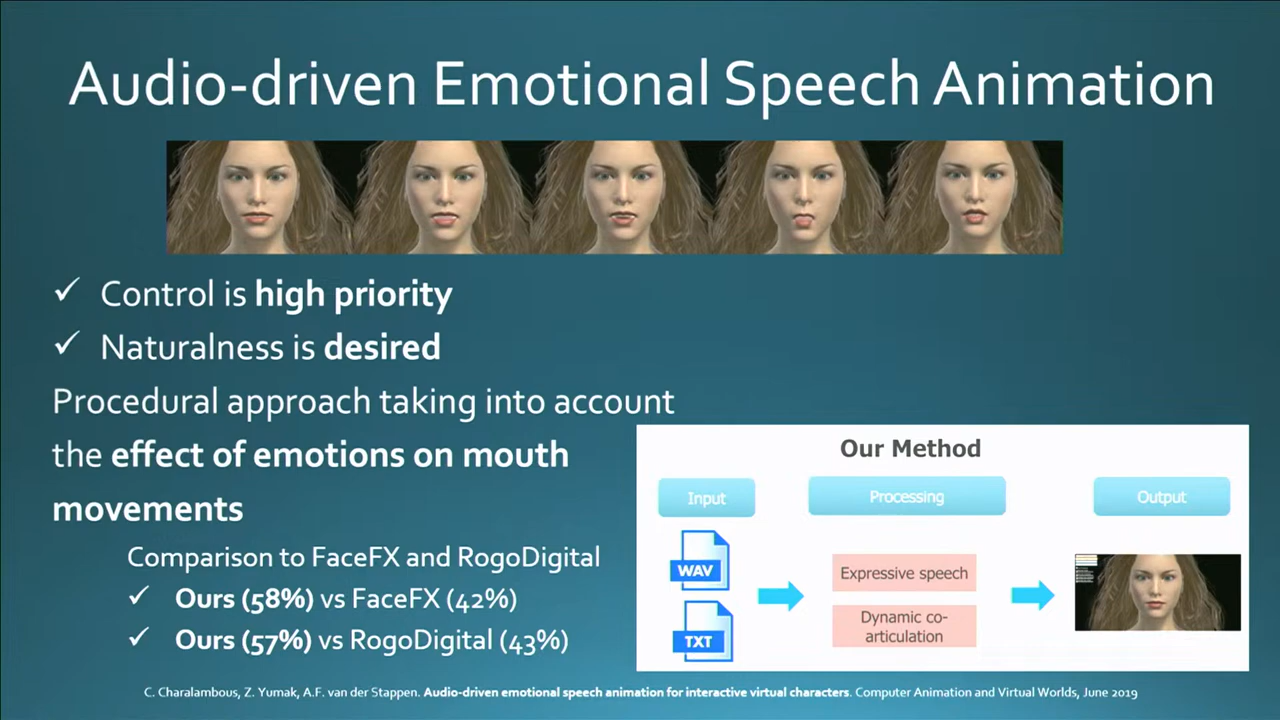 Audio-driven Emotional Speech Animation
✓ Control is high priority
✓ Naturalness is desired
Procedural approach taking into account
the effect of emotions on mouth
movements
Comparison to FaceFX and RogoDigital
✓ Ours (58%) vs FaceFX (42%)
✓ Ours (57%) vs RogoDigital (43%)
Our Method
Input
Processing
Output
WAV
TXT
Expressive speech
Dynamic co-
articulation
C. Charalambous, Z. Yumak, A.F. van der Stappen. Audio-driven emotional speech animation for interactive virtual characters. Computer Animation and Virtual Worlds, June 2019